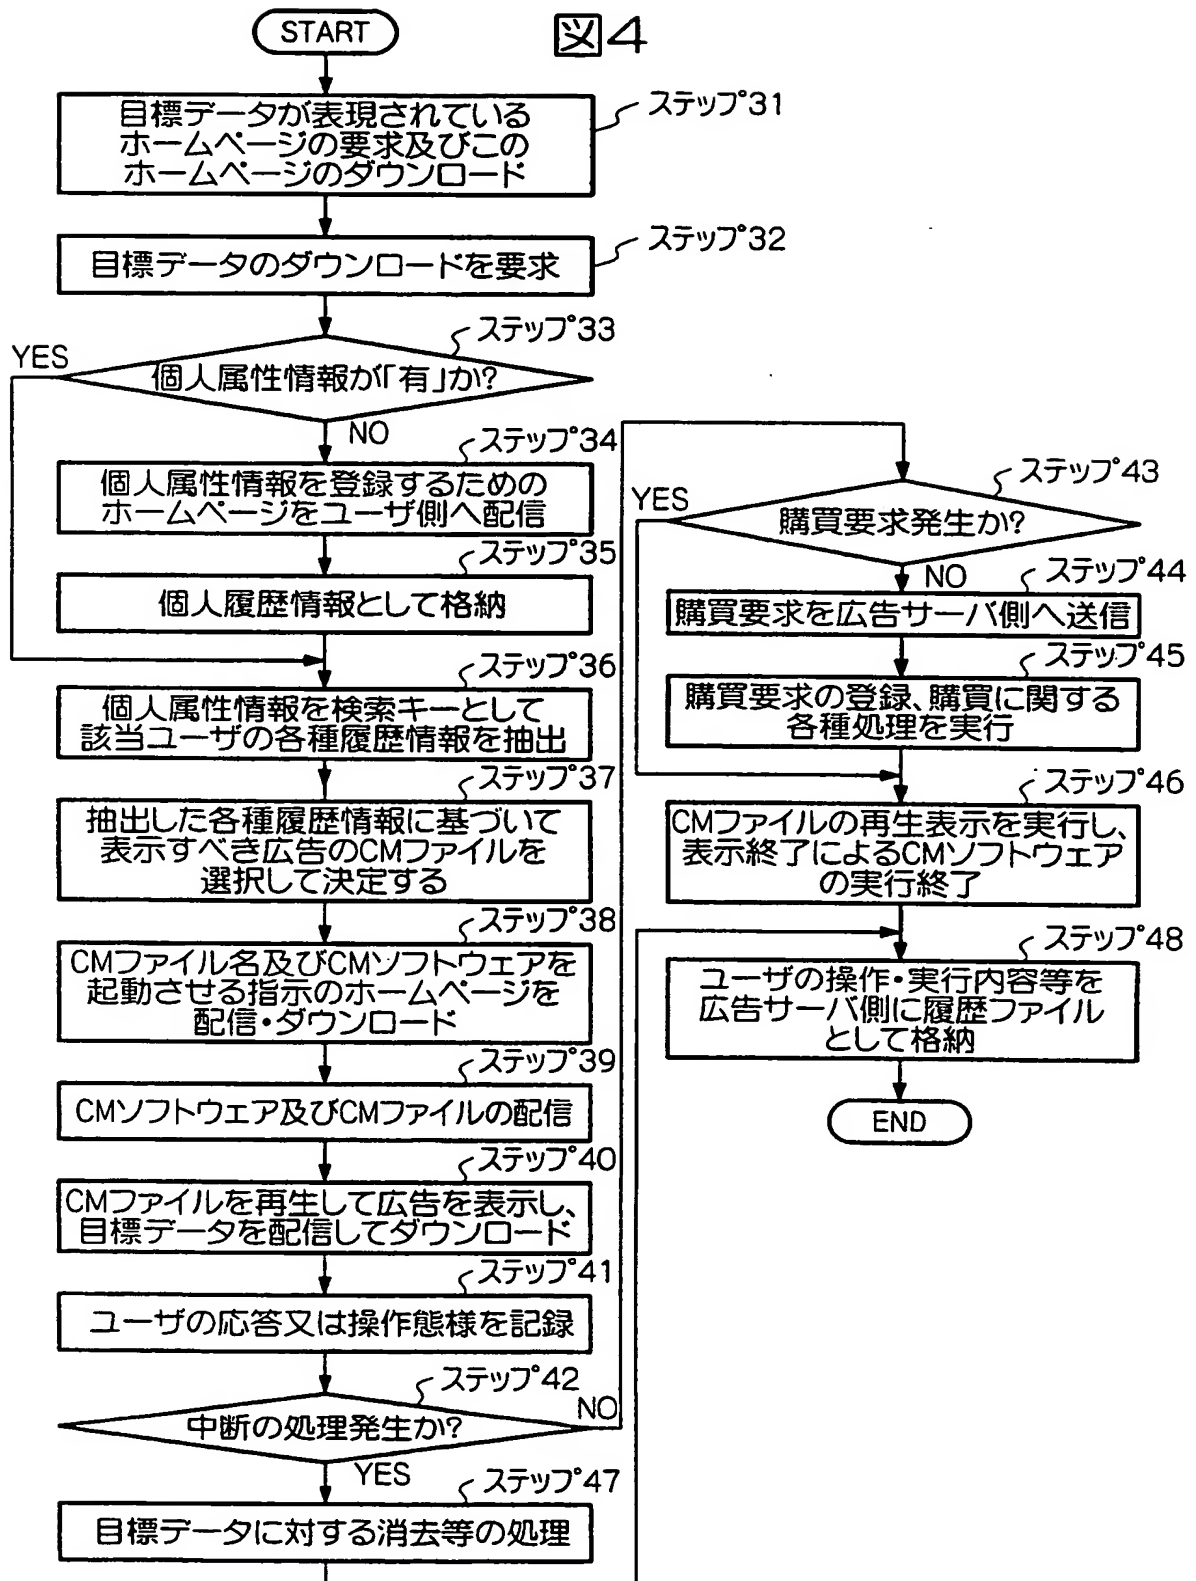 START
図4
ステップ31
目標データが表現されている
ホームページの要求及びこの
ホームページのダウンロード
ステップ32
目標データのダウンロードを要求
ステップ33
YES
個人属性情報が「有」か?
NO
ステップ34
個人属性情報を登録するための
ホームページをユーザ側へ配信
ステップ35
個人履歴情報として格納
ステップ36
個人属性情報を検索キーとして
該当ユーザの各種履歴情報を抽出
ステップ37
抽出した各種履歴情報に基づいて
表示すべき広告のCMファイルを
選択して決定する
ステップ38
CMファイル名及びCMソフトウェアを
起動させる指示のホームページを
配信・ダウンロード
ステップ39
CMソフトウェア及びCMファイルの配信
ステップ40
CMファイルを再生して広告を表示し、
目標データを配信してダウンロード
ステップ41
ユーザの応答又は操作態様を記録
ステップ42
中断の処理発生か?
NO
YES
ステップ47
目標データに対する消去等の処理
ステップ43
YES
購買要求発生か?
NO
ステップ44
購買要求を広告サーバ側へ送信
ステップ45
購買要求の登録、購買に関する
各種処理を実行
ステップ46
CMファイルの再生表示を実行し、
表示終了によるCMソフトウェア
の実行終了
ステップ48
ユーザの操作・実行内容等を
広告サーバ側に履歴ファイル
として格納
END